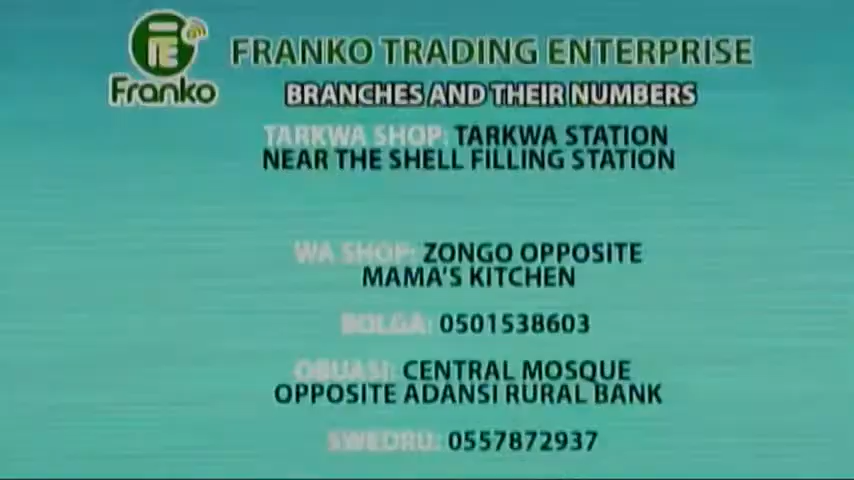 Franko
FRANKO TRADING ENTERPRISE
BRANCHES AND THEIR NUMBERS
TARKWA SHOP: TARKWA STATION
NEAR THE SHELL FILLING STATION
WA SHOP: ZONGO OPPOSITE
MAMA'S KITCHEN
BOLGA: 0501538603
OBUASI: CENTRAL MOSQUE
OPPOSITE ADANSI RURAL BANK
SWEDRU: 0557872937